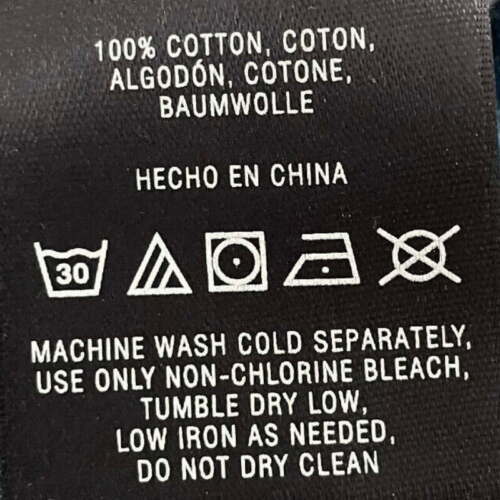 100% COTTON, COTON,
ALGODÓN, COTONE,
BAUMWOLLE
HECHO EN CHINA
30
MACHINE WASH COLD SEPARATELY,
USE ONLY NON-CHLORINE BLEACH,
TUMBLE DRY LOW,
LOW IRON AS NEEDED,
DO NOT DRY CLEAN